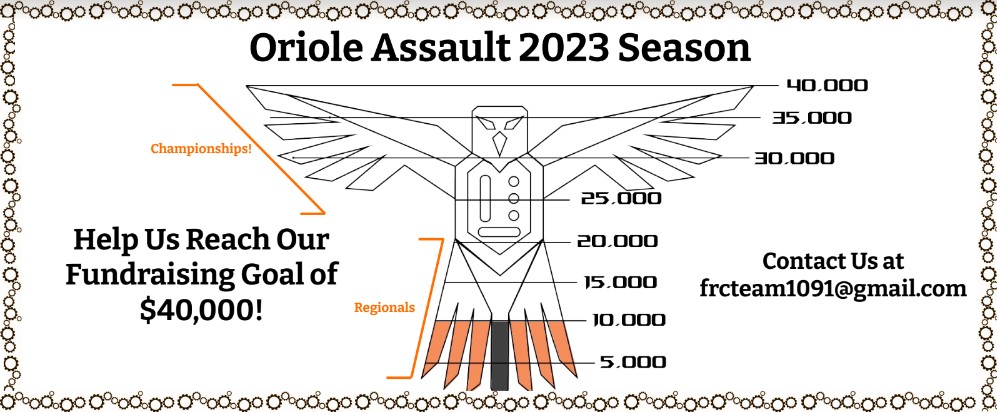 Oriole Assault 2023 Season
40,000
35,000
Championships!
30,000
25,000
Help Us Reach Our
Fundraising Goal of
$40,000!
20,000
15,000
Regionals
10,000
5,000
Contact Us at
frcteam1091@gmail.com